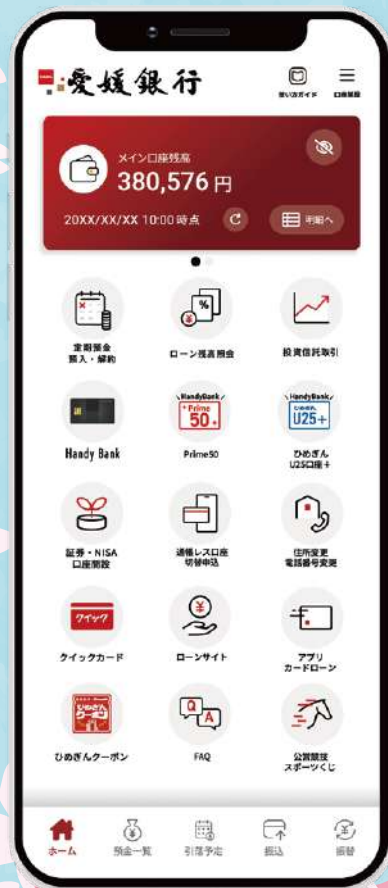 愛媛銀行
使い方ガイド
口座解除
メイン口座残高
380,576 円
20XX/XX/XX 10:00 時点
明細へ
定期預金
預入・解約
ローン残高照会
投資信託取引
Handy Bank
HandyBank
Prime
50+
Prime50
HandyBank
ひめぎん
U25+
ひめぎん
U25口座+
証券・NISA
口座開設
通帳レス口座
切替申込
住所変更
電話番号変更
クイック
クイックカード
ローンサイト
アプリ
カードローン
ひめぎん
クーポン
ひめぎんクーポン
Q
A
FAQ
公営競技
スポーツくじ
ホーム
預金一覧
引落予定
振込
振替